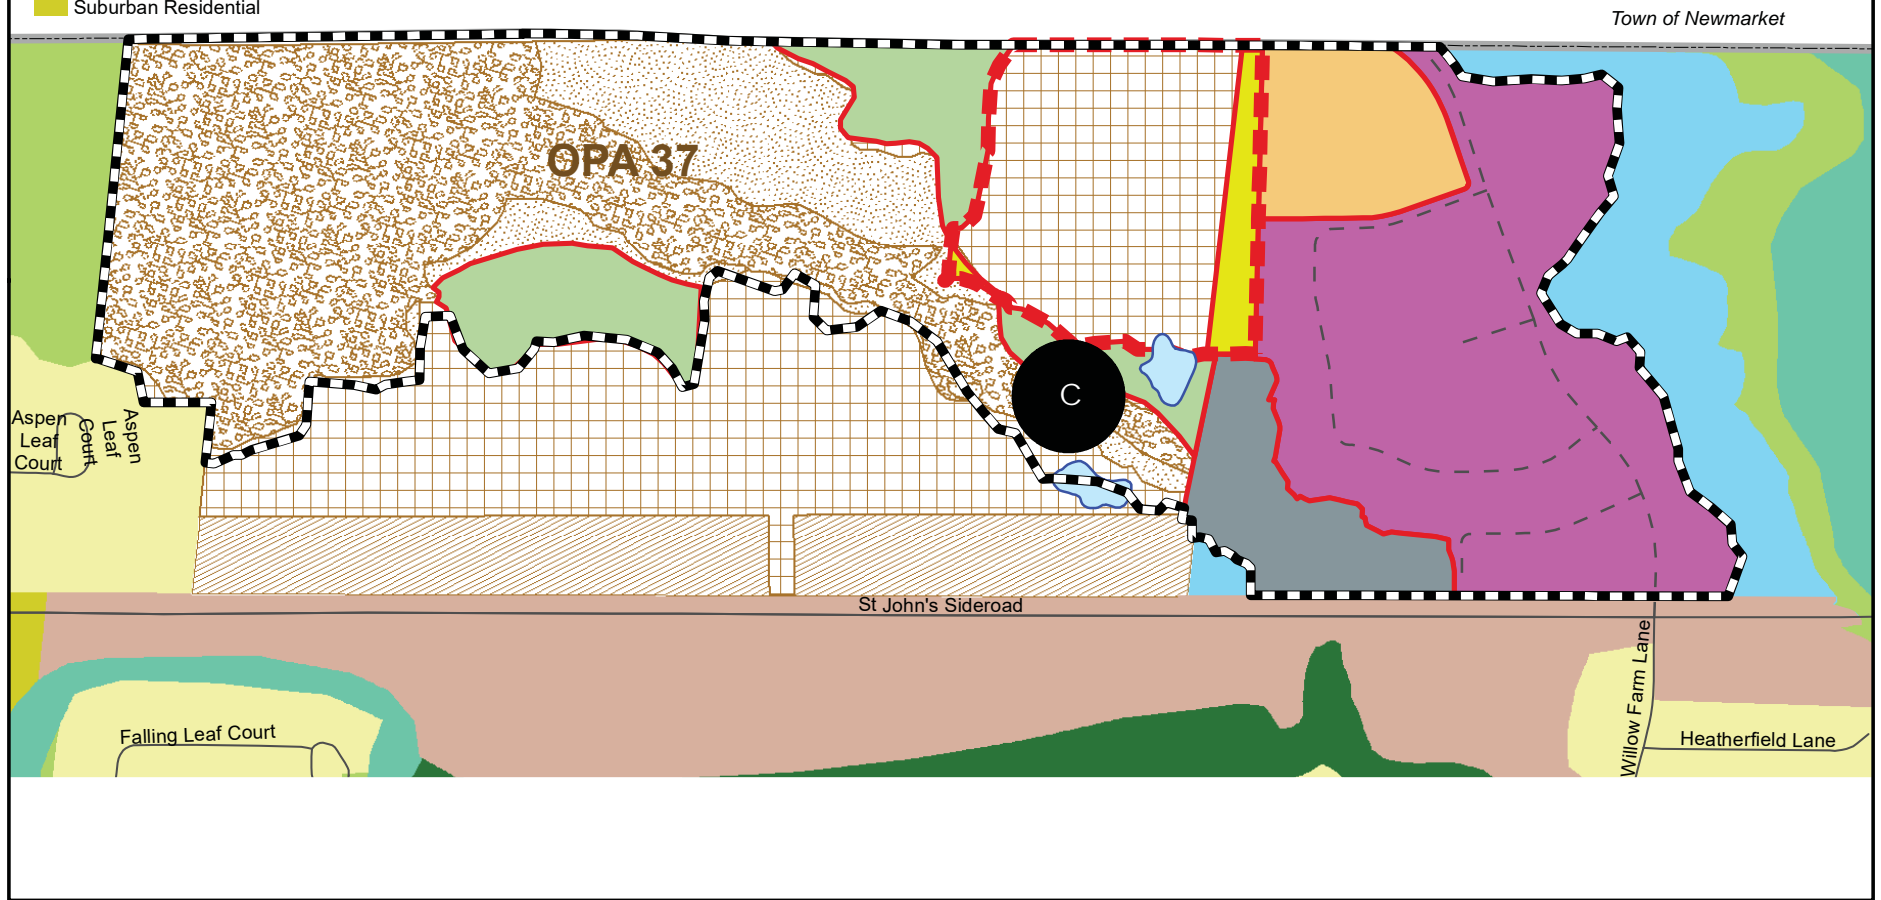 Suburban Residential
Town of Newmarket
OPA 37
C
Aspen
Leaf
Court
Aspen
Leaf
Court
St John's Sideroad
Falling Leaf Court
Willow Farm Lane
Heatherfield Lane